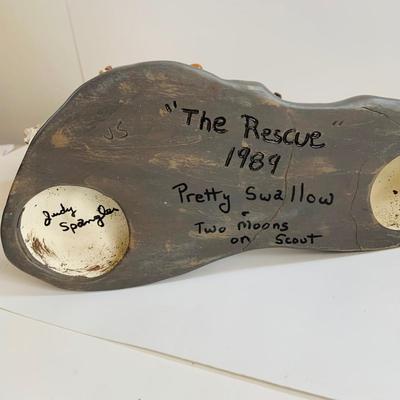 JS
"The Rescue"
1989
Pretty Swallow
&
Two Moons
on Scout
Judy
Spangler